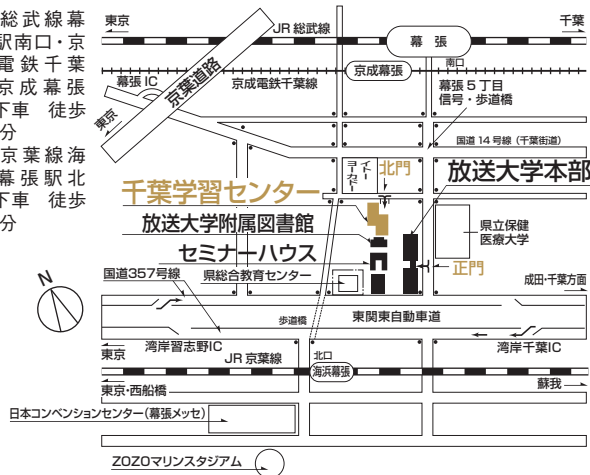 総武線幕
駅南口・京
電鉄千葉
京成幕張
下車 徒歩
分
京葉線海
幕張駅北
下車 徒歩
分
東京
JR 総武線
千葉
幕 張
南口
幕張 IC
京葉道路
京成幕張
京成電鉄千葉線
東京
幕張5丁目
信号・歩道橋
国道 14 号線 (千葉街道)
イトー
ヨーカドー
北門
放送大学本部
千葉学習センター
放送大学附属図書館
県立保健
医療大学
セミナーハウス
正門
国道357号線
県総合教育センター
成田・千葉方面
N
歩道橋
東関東自動車道
東京
湾岸習志野IC
湾岸千葉IC
JR 京葉線
北口
海浜幕張
東京・西船橋
蘇我
日本コンベンションセンター(幕張メッセ)
ZOZOマリンスタジアム